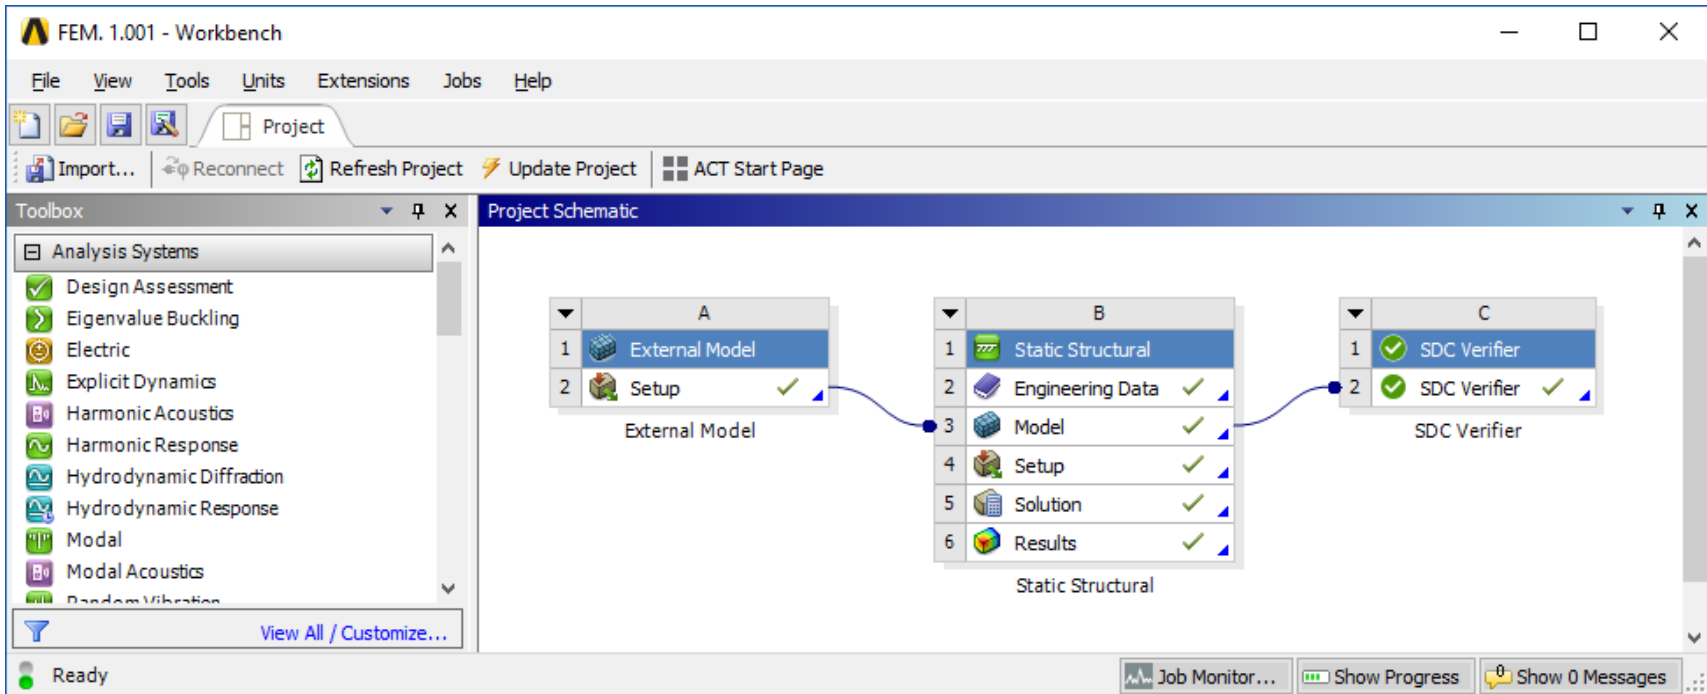 FEM. 1.001 - Workbench
File View Tools Units Extensions Jobs Help
Project
Import... Reconnect Refresh Project Update Project ACT Start Page
Toolbox
Analysis Systems
Design Assessment
Eigenvalue Buckling
Electric
Explicit Dynamics
Harmonic Acoustics
Harmonic Response
Hydrodynamic Diffraction
Hydrodynamic Response
Modal
Modal Acoustics
Random Vibration
View All / Customize...
Project Schematic
A
1 External Model
2 Setup
External Model
B
1 Static Structural
2 Engineering Data
3 Model
4 Setup
5 Solution
6 Results
Static Structural
C
1 SDC Verifier
2 SDC Verifier
SDC Verifier
Ready
Job Monitor... Show Progress 0 Show 0 Messages